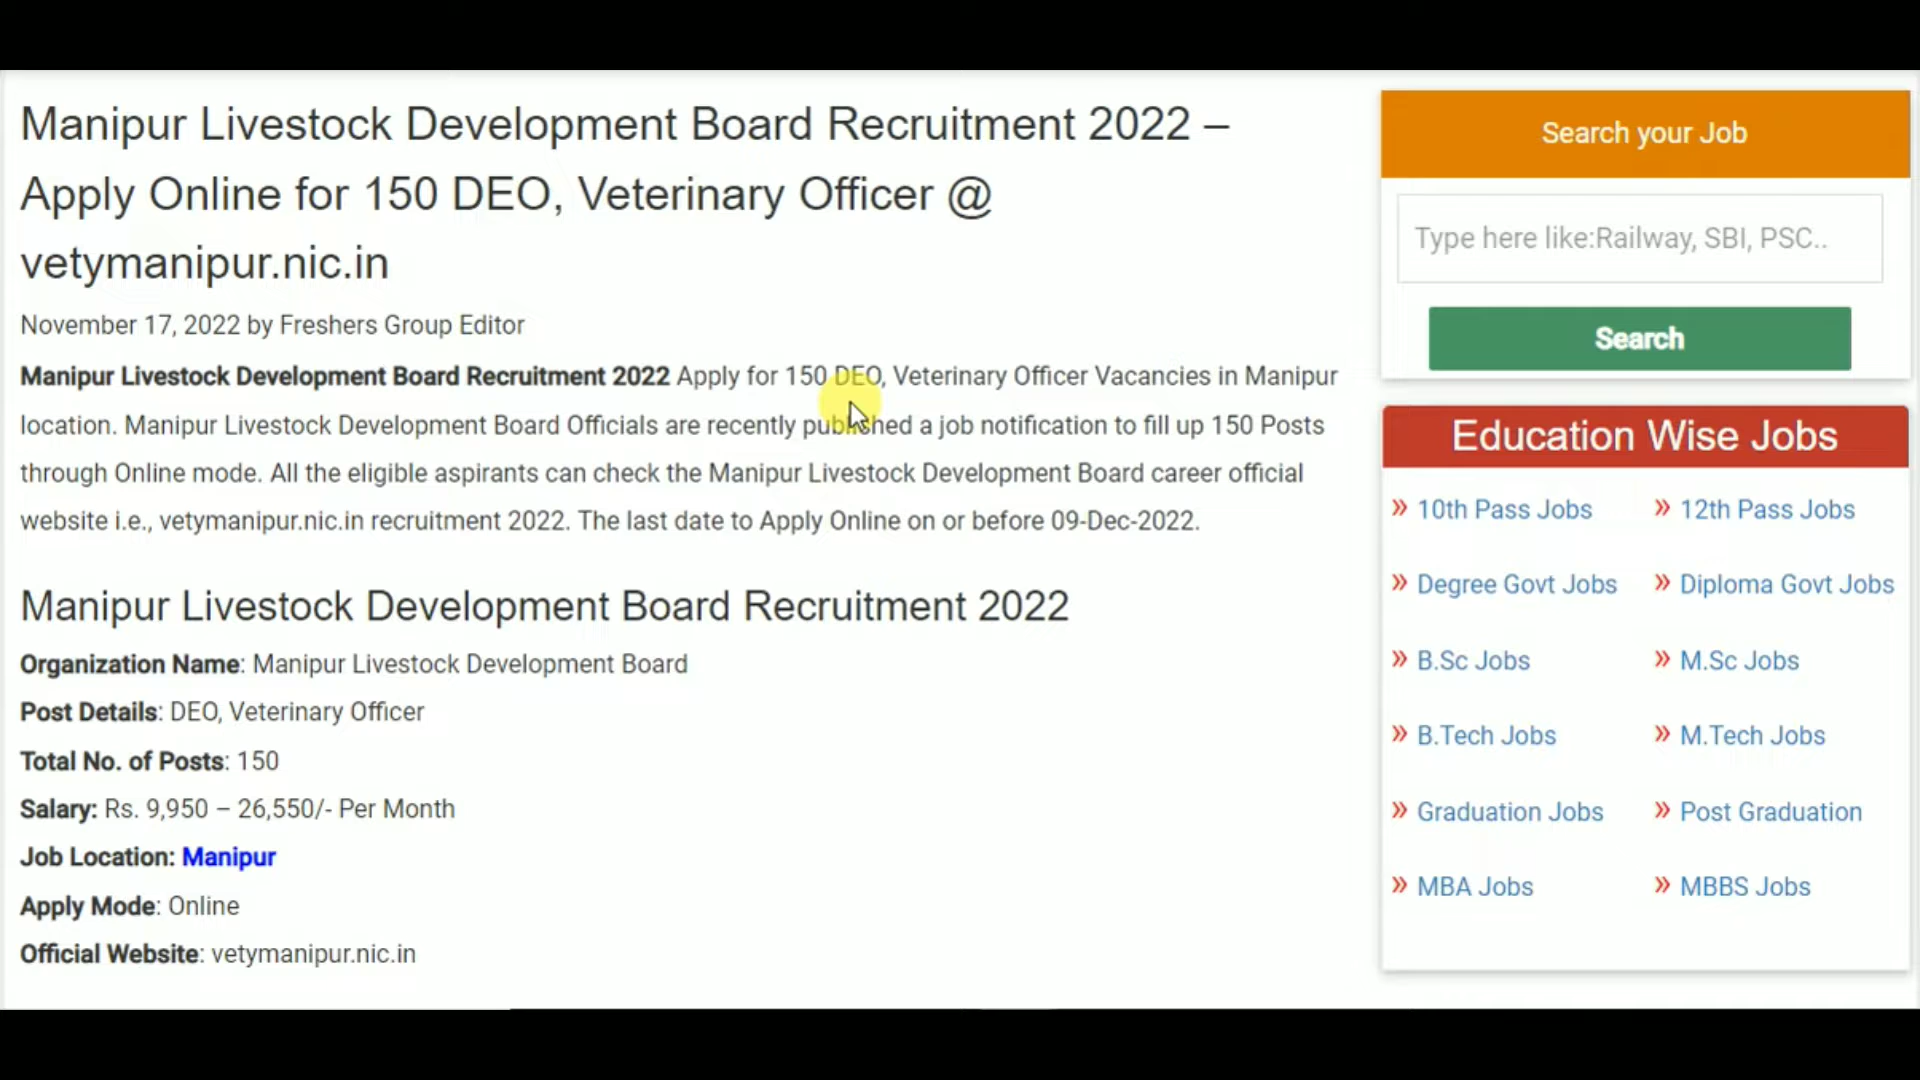 Manipur Livestock Development Board Recruitment 2022 –
Apply Online for 150 DEO, Veterinary Officer @
vetymanipur.nic.in
November 17, 2022 by Freshers Group Editor
Manipur Livestock Development Board Recruitment 2022 Apply for 150 DEO, Veterinary Officer Vacancies in Manipur
location. Manipur Livestock Development Board Officials are recently published a job notification to fill up 150 Posts
through Online mode. All the eligible aspirants can check the Manipur Livestock Development Board career official
website i.e., vetymanipur.nic.in recruitment 2022. The last date to Apply Online on or before 09-Dec-2022.
Manipur Livestock Development Board Recruitment 2022
Organization Name: Manipur Livestock Development Board
Post Details: DEO, Veterinary Officer
Total No. of Posts: 150
Salary: Rs. 9,950 – 26,550/- Per Month
Job Location: Manipur
Apply Mode: Online
Official Website: vetymanipur.nic.in
Search your Job
Type here like:Railway, SBI, PSC..
Search
Education Wise Jobs
» 10th Pass Jobs » 12th Pass Jobs
» Degree Govt Jobs » Diploma Govt Jobs
» B.Sc Jobs » M.Sc Jobs
» B.Tech Jobs » M.Tech Jobs
» Graduation Jobs » Post Graduation
» MBA Jobs » MBBS Jobs